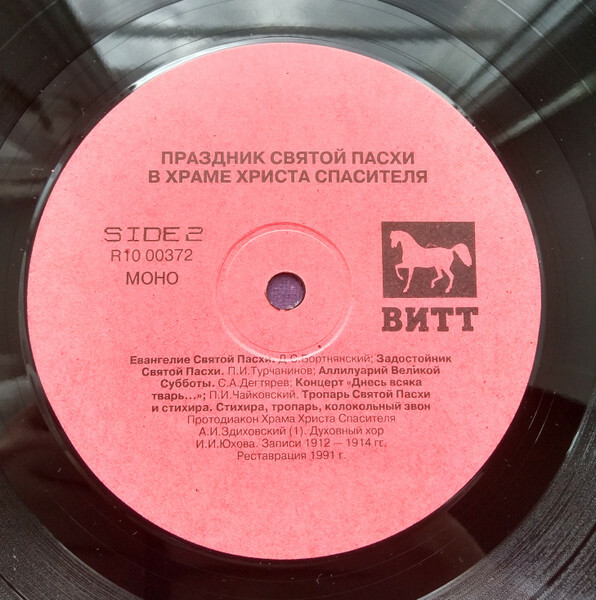 ПРАЗДНИК СВЯТОЙ ПАСХИ
В ХРАМЕ ХРИСТА СПАСИТЕЛЯ
SIDE 2
R10 00372
МОНО
ВИТТ
Евангелие Святой Пасхи. Д.С.Бортнянский; Задостойник
Святой Пасхи. П.И.Турчанинов; Аллилуарий Великой
Субботы. С.А.Дегтярев; Концерт «Днесь всяка
тварь...»; П.И.Чайковский. Тропарь Святой Пасхи
и стихира. Стихира, тропарь, колокольный звон
Протодиакон Храма Христа Спасителя
А.И.Здиховский (1). Духовный хор
И.И.Юхова. Записи 1912 — 1914 гг.
Реставрация 1991 г.